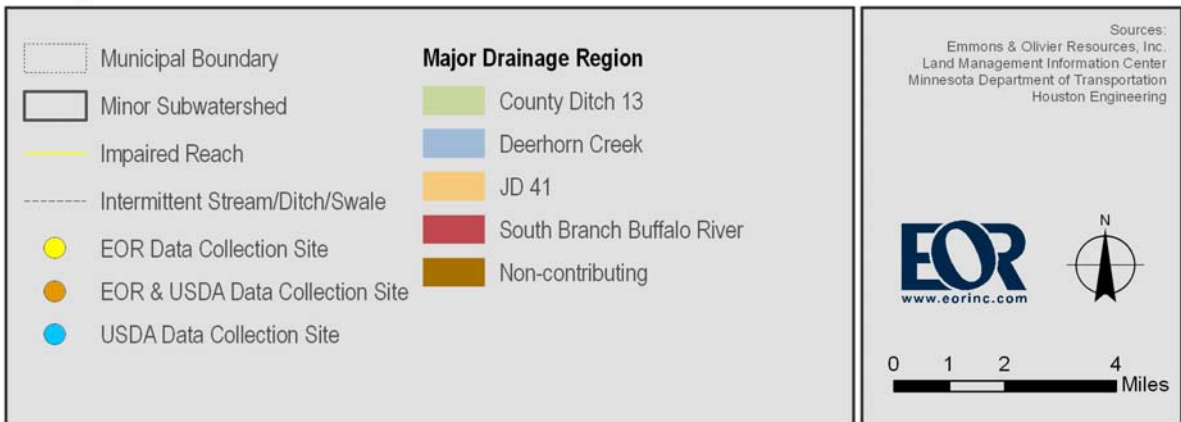 Municipal Boundary
Minor Subwatershed
Impaired Reach
Intermittent Stream/Ditch/Swale
EOR Data Collection Site
EOR & USDA Data Collection Site
USDA Data Collection Site
Major Drainage Region
County Ditch 13
Deerhorn Creek
JD 41
South Branch Buffalo River
Non-contributing
Sources:
Emmons & Olivier Resources, Inc.
Land Management Information Center
Minnesota Department of Transportation
Houston Engineering
EOR
www.eorinc.com
N
0 1 2 4
Miles